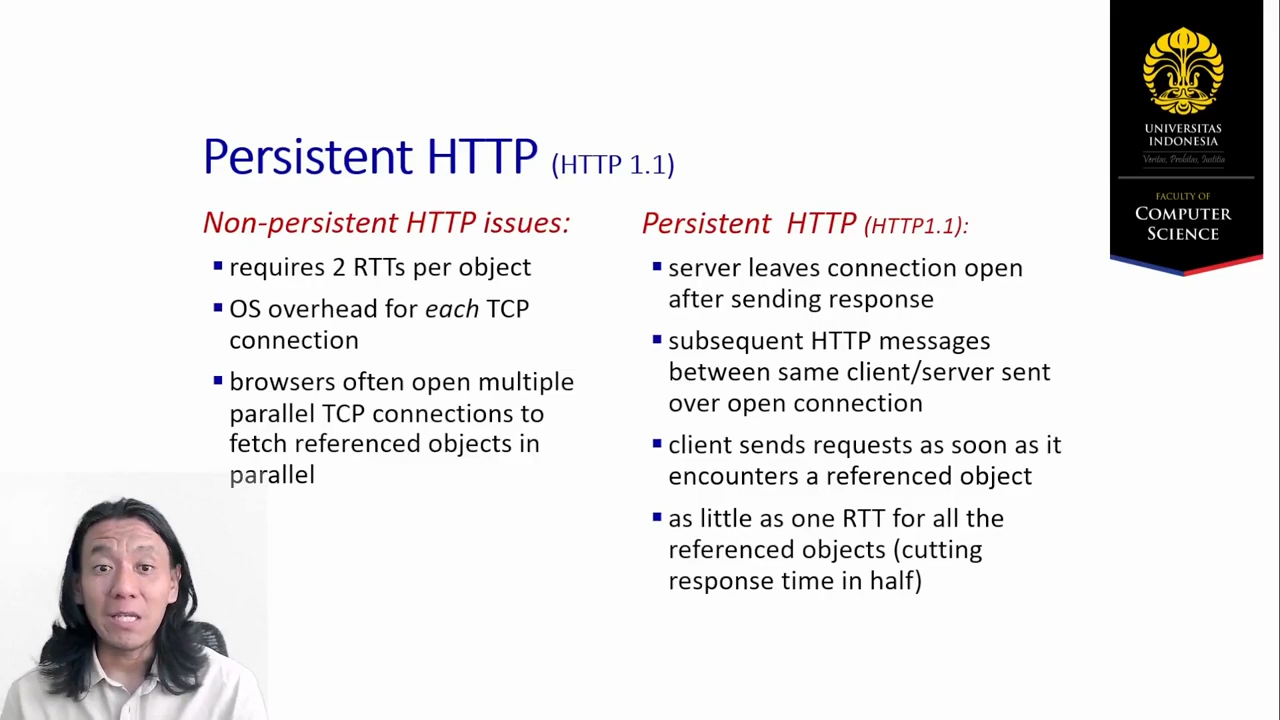 Persistent HTTP (HTTP 1.1)
Non-persistent HTTP issues:
▪ requires 2 RTTs per object
▪ OS overhead for each TCP
connection
▪ browsers often open multiple
parallel TCP connections to
fetch referenced objects in
parallel
Persistent HTTP (HTTP1.1):
▪ server leaves connection open
after sending response
▪ subsequent HTTP messages
between same client/server sent
over open connection
▪ client sends requests as soon as it
encounters a referenced object
▪ as little as one RTT for all the
referenced objects (cutting
response time in half)
UNIVERSITAS
INDONESIA
Veritas, Probitas, Iustitia
FACULTY OF
COMPUTER
SCIENCE